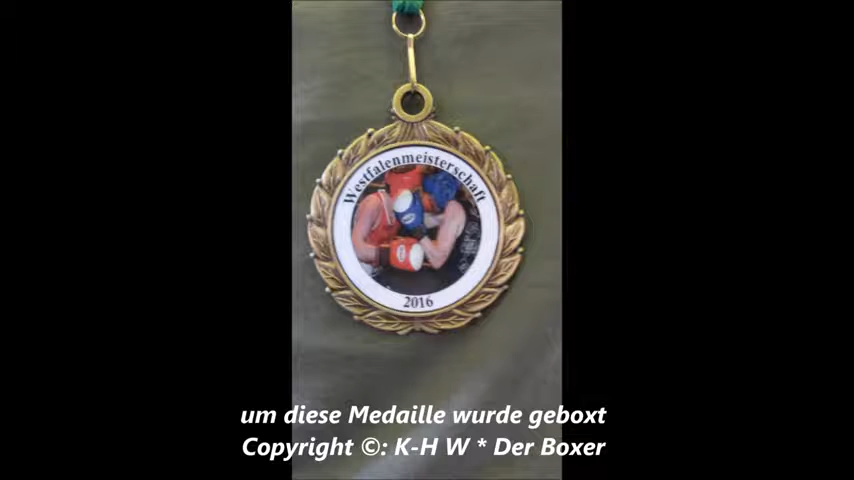 Westfalenmeisterschaft
2016
um diese Medaille wurde geboxt
Copyright ©: K-H W * Der Boxer